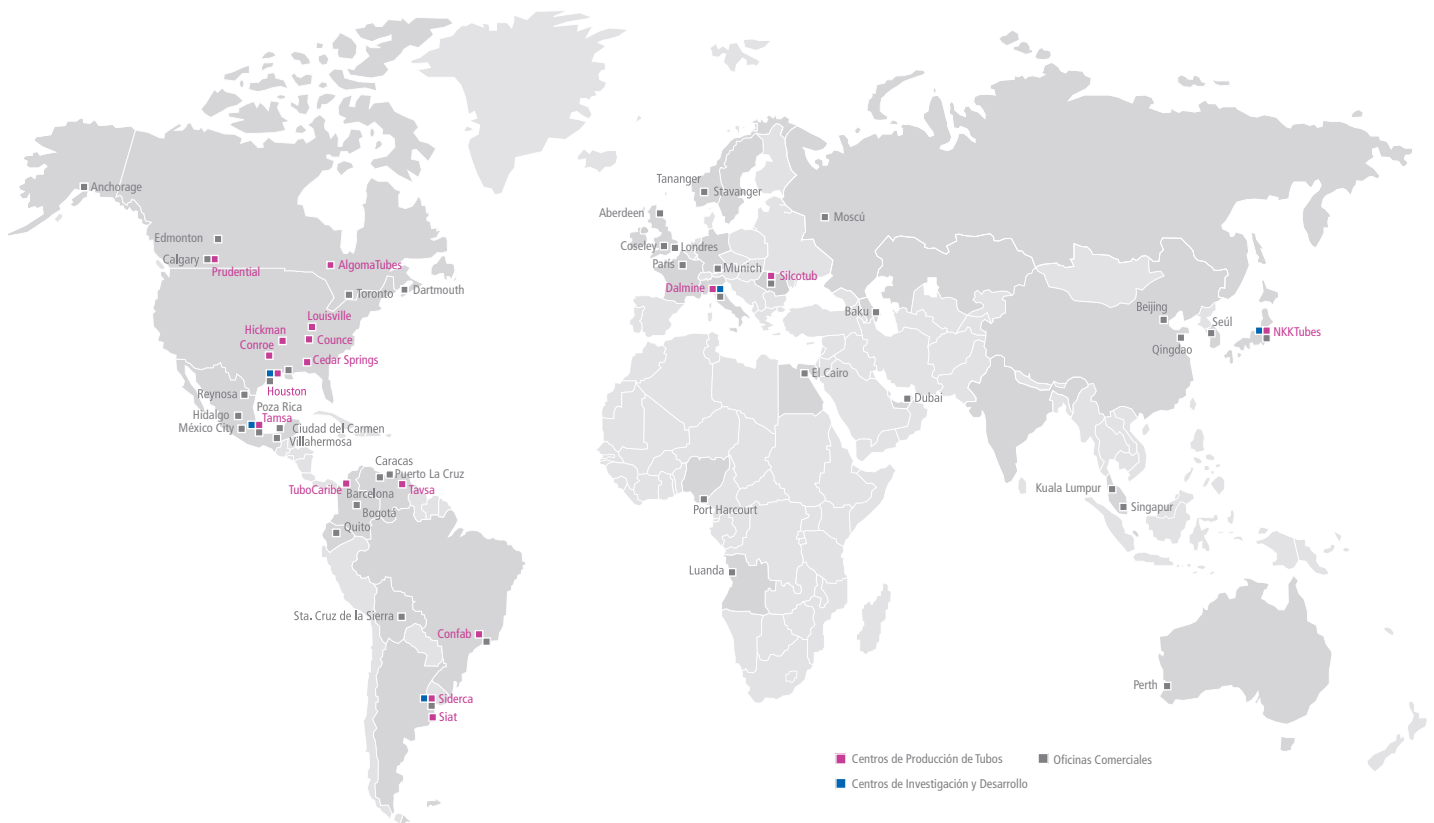 Anchorage
Edmonton
Calgary
Prudential
AlgomaTubes
Toronto
Dartmouth
Louisville
Hickman
Counce
Conroe
Cedar Springs
Houston
Reynosa
Poza Rica
Hidalgo
Tamsa
México City
Ciudad del Carmen
Villahermosa
Caracas
Puerto La Cruz
TuboCaribe
Barcelona
Tavsa
Bogotá
Quito
Sta. Cruz de la Sierra
Confab
Siderca
Siat
Tananger
Stavanger
Aberdeen
Moscú
Coseley
Londres
París
Munich
Silcotub
Dalmine
Baku
El Cairo
Dubai
Port Harcourt
Luanda
Beijing
Seúl
NKKTubes
Qingdao
Kuala Lumpur
Singapur
Perth
Centros de Producción de Tubos
Oficinas Comerciales
Centros de Investigación y Desarrollo